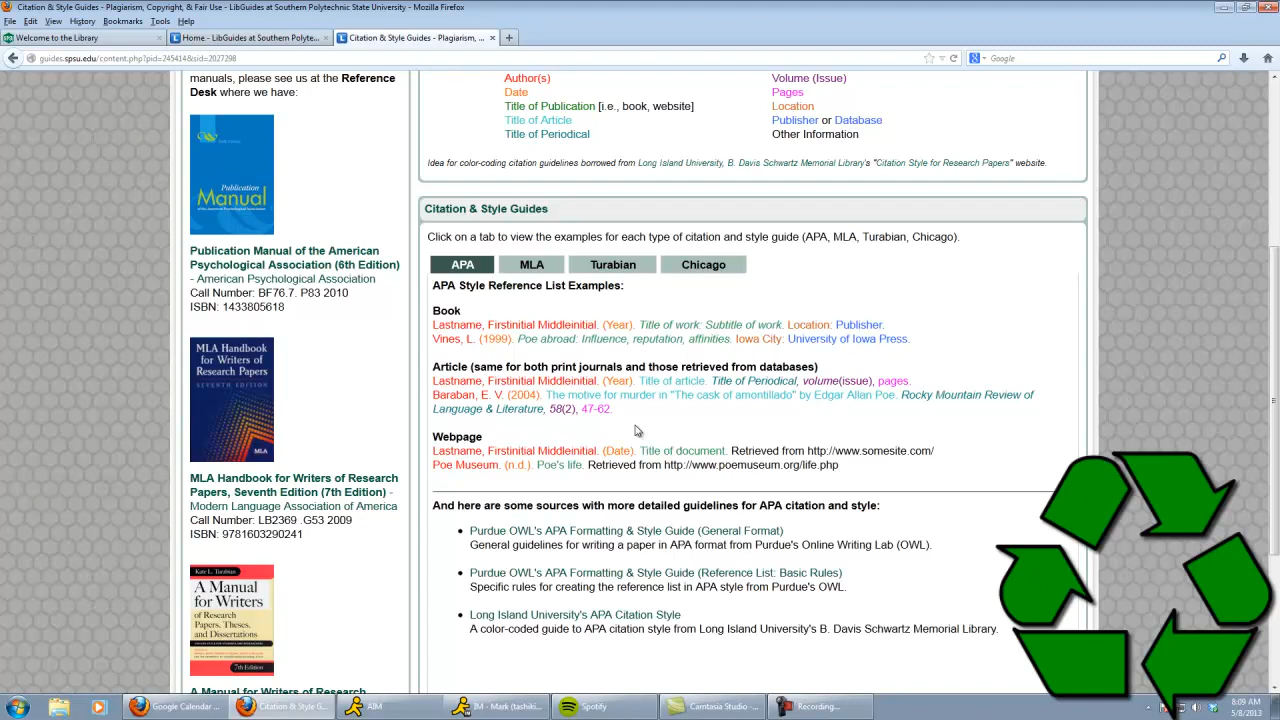 Citation & Style Guides - Plagiarism, Copyright, & Fair Use - LibGuides at Southern Polytechnic State University - Mozilla Firefox
File Edit View History Bookmarks Tools Help
Welcome to the Library
Home - LibGuides at Southern Polyte...
Citation & Style Guides - Plagiarism, ...
guides.spsu.edu/content.php?pid=245414&sid=2027298
Google
manuals, please see us at the Reference
Desk where we have:
Publication
Manual
Publication Manual of the American
Psychological Association (6th Edition)
- American Psychological Association
Call Number: BF76.7. P83 2010
ISBN: 1433805618
MLA Handbook
for Writers of
Research Papers
SEVENTH EDITION
MLA
MLA Handbook for Writers of Research
Papers, Seventh Edition (7th Edition) -
Modern Language Association of America
Call Number: LB2369 .G53 2009
ISBN: 9781603290241
Kate L. Turabian
A Manual
for Writers
of Research
Papers, Theses,
and Dissertations
7th Edition
A Manual for Writers of Research
Author(s)
Date
Title of Publication [i.e., book, website]
Title of Article
Title of Periodical
Volume (Issue)
Pages
Location
Publisher or Database
Other Information
Idea for color-coding citation guidelines borrowed from Long Island University, B. Davis Schwartz Memorial Library's "Citation Style for Research Papers" website.
Citation & Style Guides
Click on a tab to view the examples for each type of citation and style guide (APA, MLA, Turabian, Chicago).
APA MLA Turabian Chicago
APA Style Reference List Examples:
Book
Lastname, Firstinitial Middleinitial. (Year). Title of work: Subtitle of work. Location: Publisher.
Vines, L. (1999). Poe abroad: Influence, reputation, affinities. Iowa City: University of Iowa Press.
Article (same for both print journals and those retrieved from databases)
Lastname, Firstinitial Middleinitial. (Year). Title of article. Title of Periodical, volume(issue), pages.
Baraban, E. V. (2004). The motive for murder in "The cask of amontillado" by Edgar Allan Poe. Rocky Mountain Review of
Language & Literature, 58(2), 47-62.
Webpage
Lastname, Firstinitial Middleinitial. (Date). Title of document. Retrieved from http://www.somesite.com/
Poe Museum. (n.d.). Poe's life. Retrieved from http://www.poemuseum.org/life.php
And here are some sources with more detailed guidelines for APA citation and style:
Purdue OWL's APA Formatting & Style Guide (General Format)
General guidelines for writing a paper in APA format from Purdue's Online Writing Lab (OWL).
Purdue OWL's APA Formatting & Style Guide (Reference List: Basic Rules)
Specific rules for creating the reference list in APA style from Purdue's OWL.
Long Island University's APA Citation Style
A color-coded guide to APA citation style from Long Island University's B. Davis Schwartz Memorial Library.
Google Calendar ...
Citation & Style G...
AIM
IM - Mark (tashiki...
Spotify
Camtasia Studio -...
Recording...
8:09 AM
5/8/2013